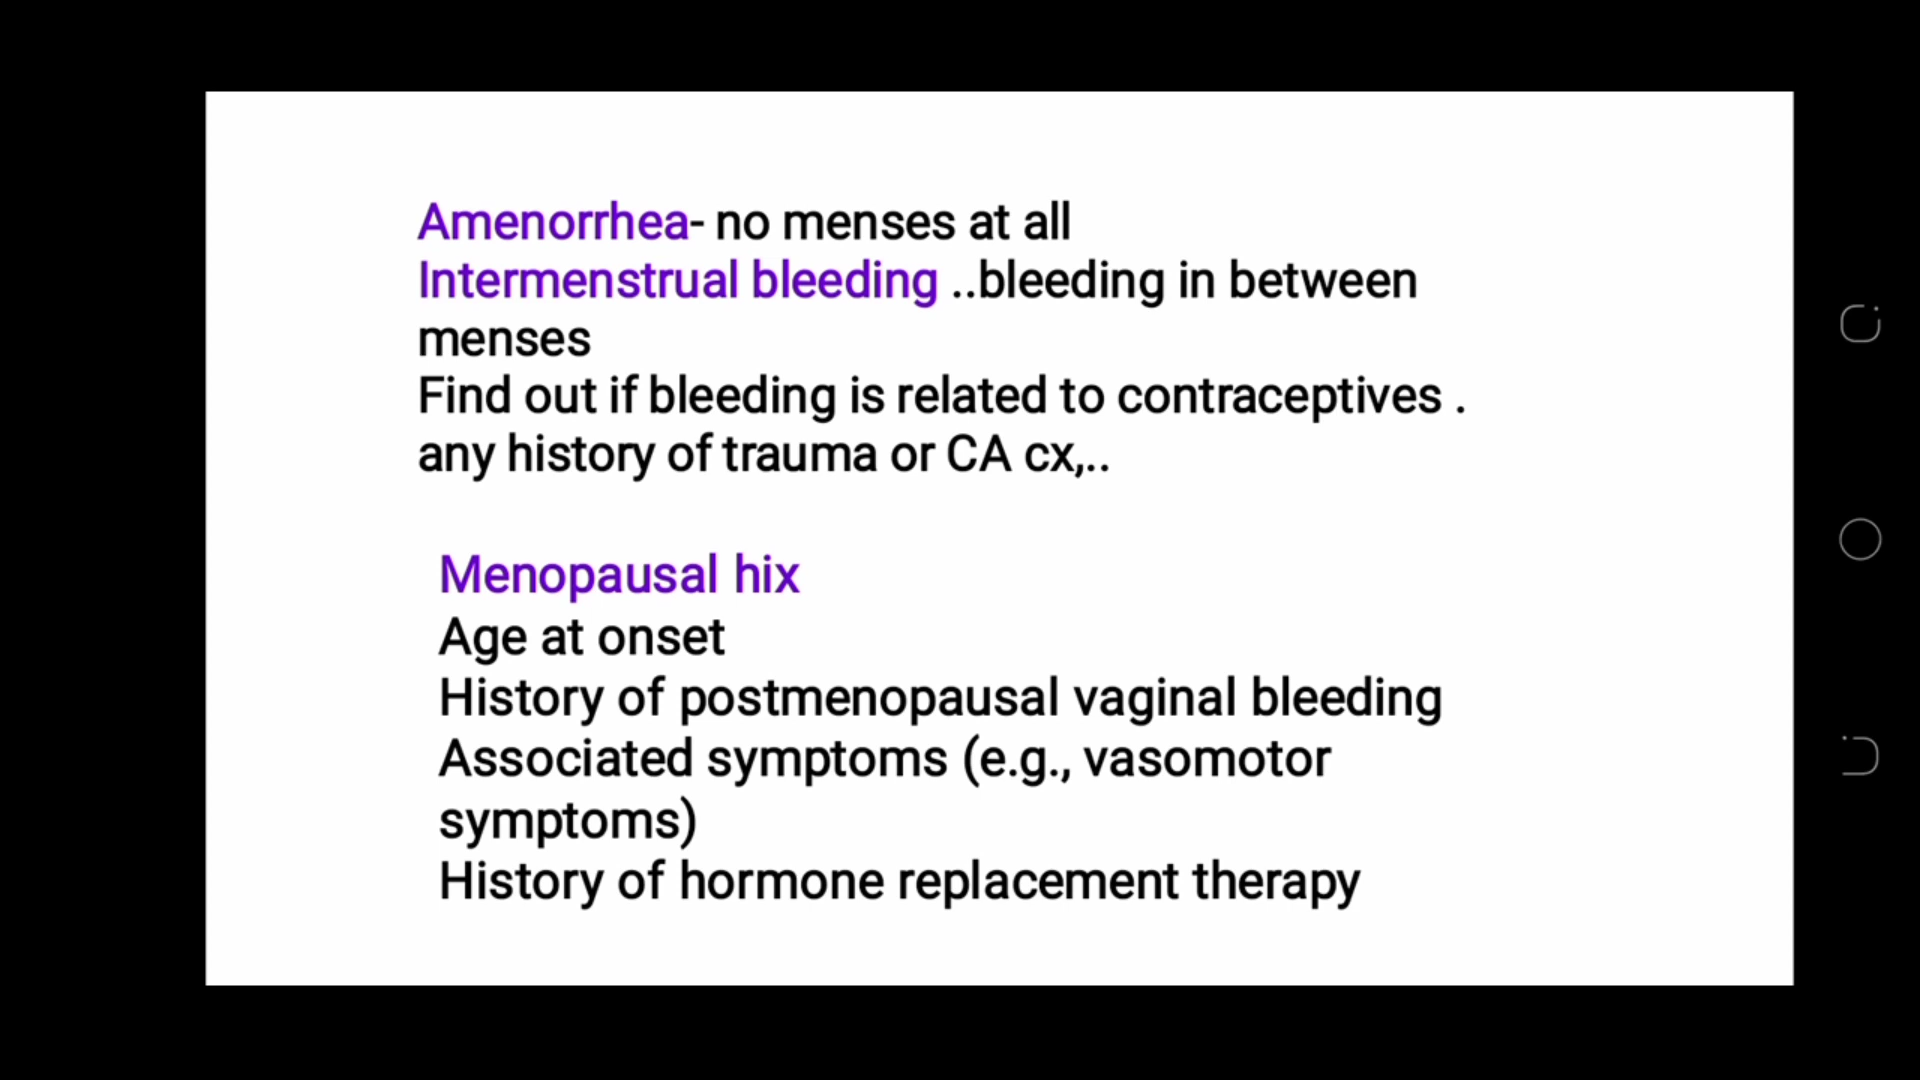 Amenorrhea- no menses at all
Intermenstrual bleeding ..bleeding in between
menses
Find out if bleeding is related to contraceptives .
any history of trauma or CA cx,..
Menopausal hix
Age at onset
History of postmenopausal vaginal bleeding
Associated symptoms (e.g., vasomotor
symptoms)
History of hormone replacement therapy